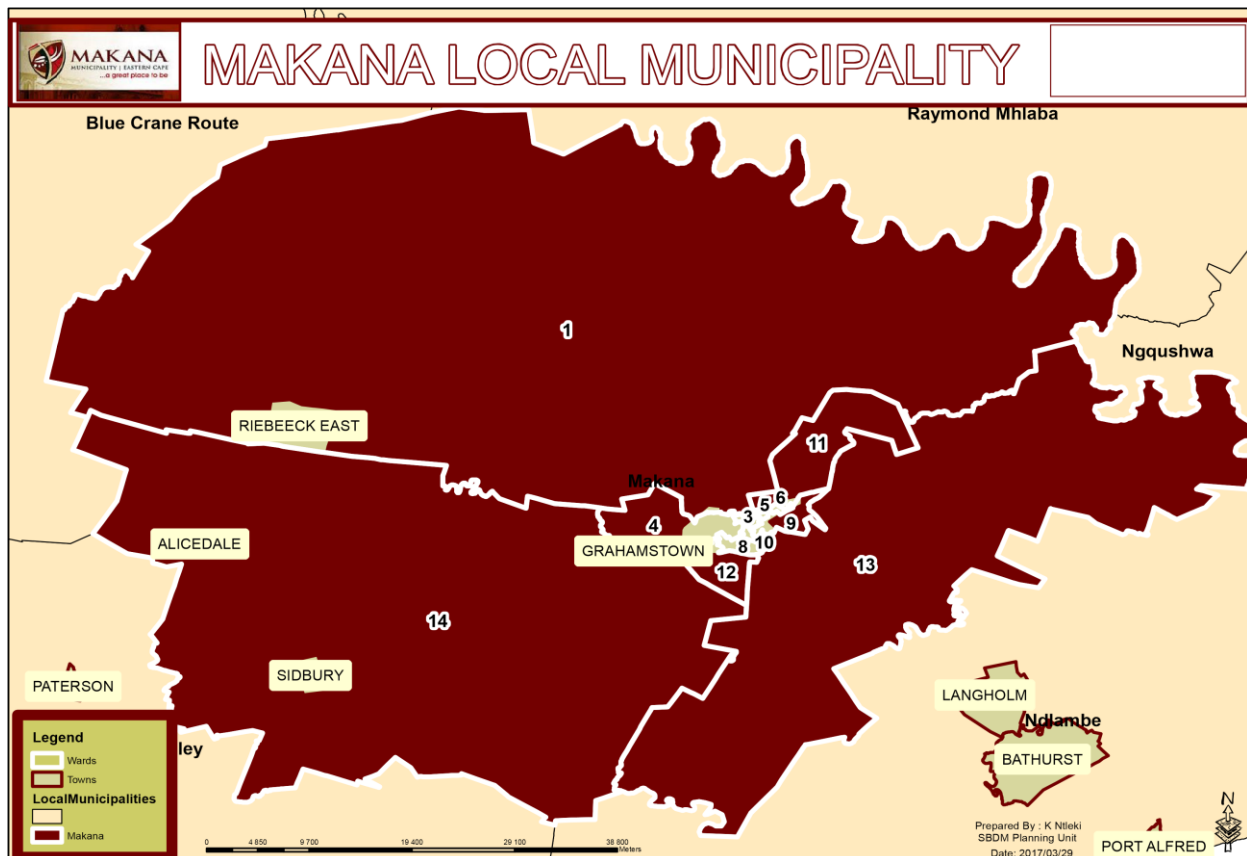 MAKANA
MUNICIPALITY | EASTERN CAPE
...a great place to be
MAKANA LOCAL MUNICIPALITY
Blue Crane Route
Raymond Mhlaba
1
Ngqushwa
RIEBEECK EAST
11
Makana
6
5
3
4
9
ALICEDALE
GRAHAMSTOWN
8
10
12
13
14
PATERSON
SIDBURY
LANGHOLM
Ndlambe
BATHURST
ley
Legend
Wards
Towns
LocalMunicipalities
Makana
0 4 850 9 700 19 400 29 100 38 800
Meters
N
Prepared By : K Ntleki
SBDM Planning Unit
Date: 2017/03/29
PORT ALFRED